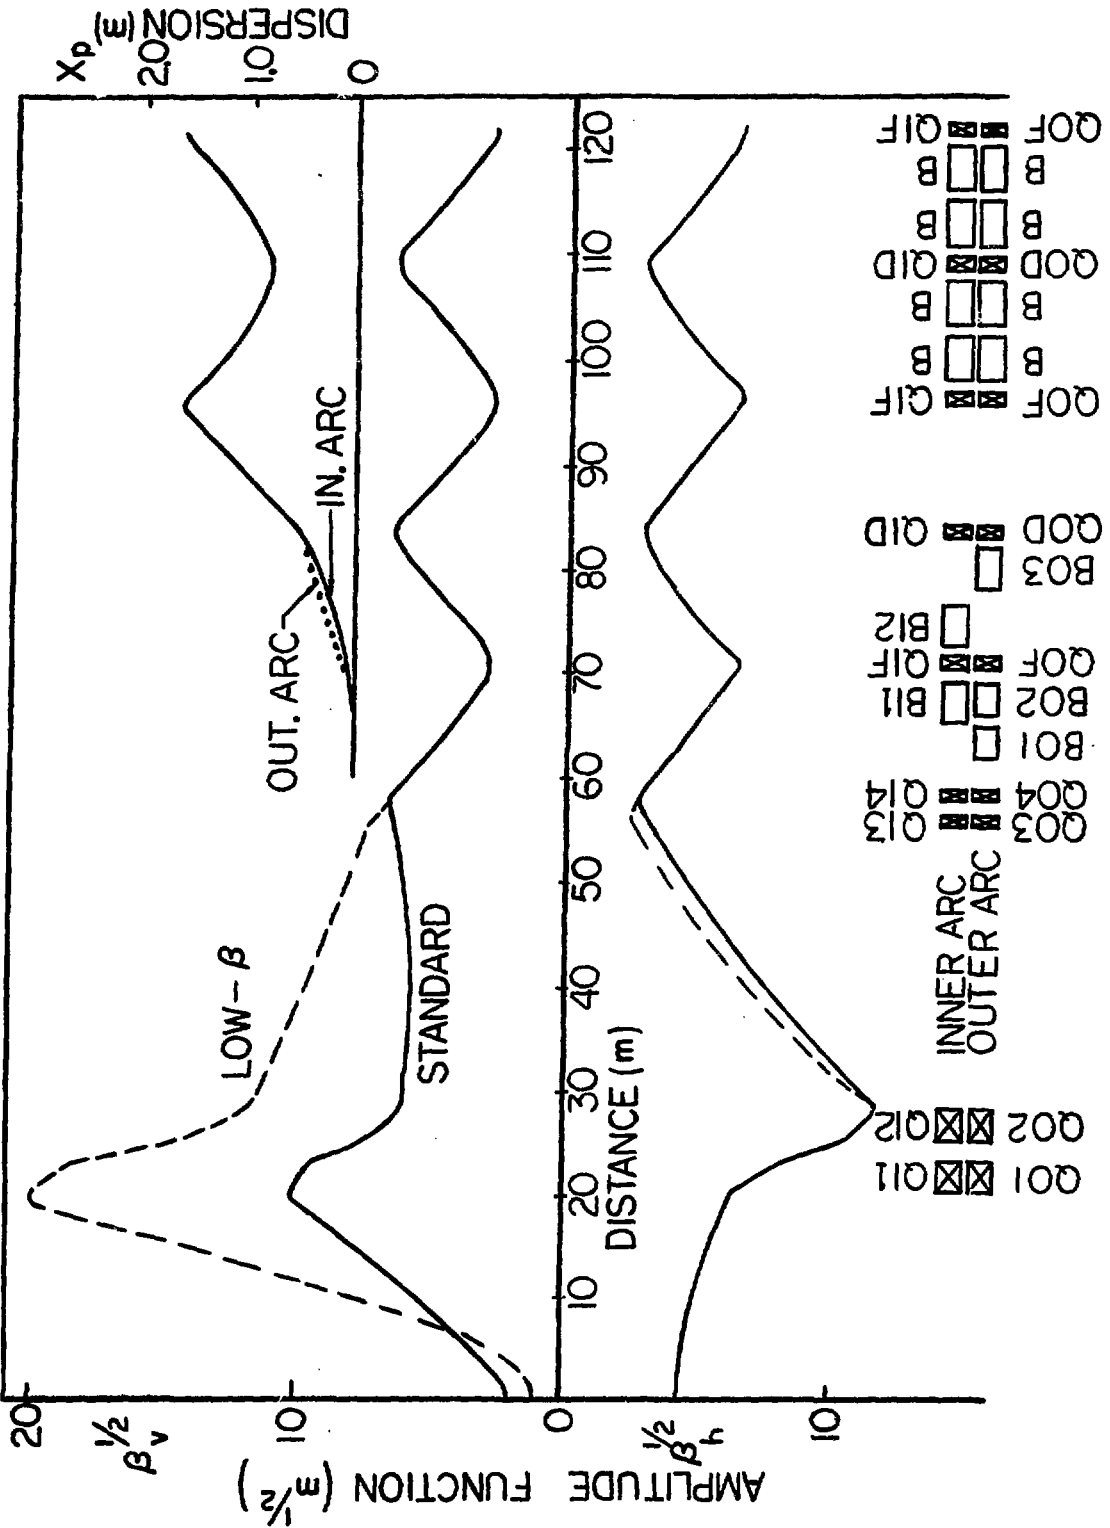 20
β_v^{1/2}
10
0
β_h^{1/2}
10
AMPLITUDE FUNCTION (m^{1/2})
X_p (m)
DISPERSION
2.0
1.0
0
LOW-β
STANDARD
OUT. ARC
IN. ARC
10 20 30 40 50 60 70 80 90 100 110 120
DISTANCE (m)
QI1 QI2 QI3 QI4 BI1 QIF BI2 QID QIF B B QID B B QIF
INNER ARC
OUTER ARC
QO1 QO2 QO3 QO4 BO1 BO2 QOF BO3 QOD QOF B B QOD B B QOF